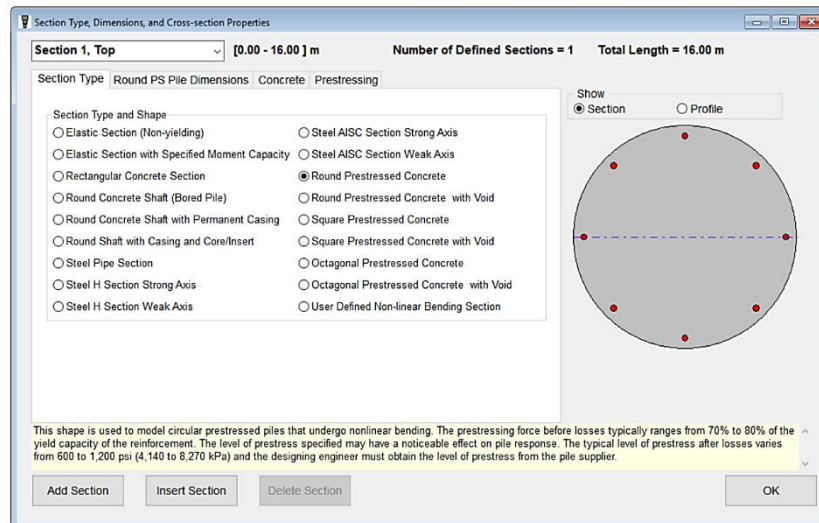 Section Type, Dimensions, and Cross-section Properties
Section 1, Top [0.00 - 16.00 ] m Number of Defined Sections = 1 Total Length = 16.00 m
Section Type Round PS Pile Dimensions Concrete Prestressing
Show
Section Profile
Section Type and Shape
Elastic Section (Non-yielding) Steel AISC Section Strong Axis
Elastic Section with Specified Moment Capacity Steel AISC Section Weak Axis
Rectangular Concrete Section Round Prestressed Concrete
Round Concrete Shaft (Bored Pile) Round Prestressed Concrete with Void
Round Concrete Shaft with Permanent Casing Square Prestressed Concrete
Round Shaft with Casing and Core/Insert Square Prestressed Concrete with Void
Steel Pipe Section Octagonal Prestressed Concrete
Steel H Section Strong Axis Octagonal Prestressed Concrete with Void
Steel H Section Weak Axis User Defined Non-linear Bending Section
This shape is used to model circular prestressed piles that undergo nonlinear bending. The prestressing force before losses typically ranges from 70% to 80% of the
yield capacity of the reinforcement. The level of prestress specified may have a noticeable effect on pile response. The typical level of prestress after losses varies
from 600 to 1,200 psi (4,140 to 8,270 kPa) and the designing engineer must obtain the level of prestress from the pile supplier.
Add Section Insert Section Delete Section OK